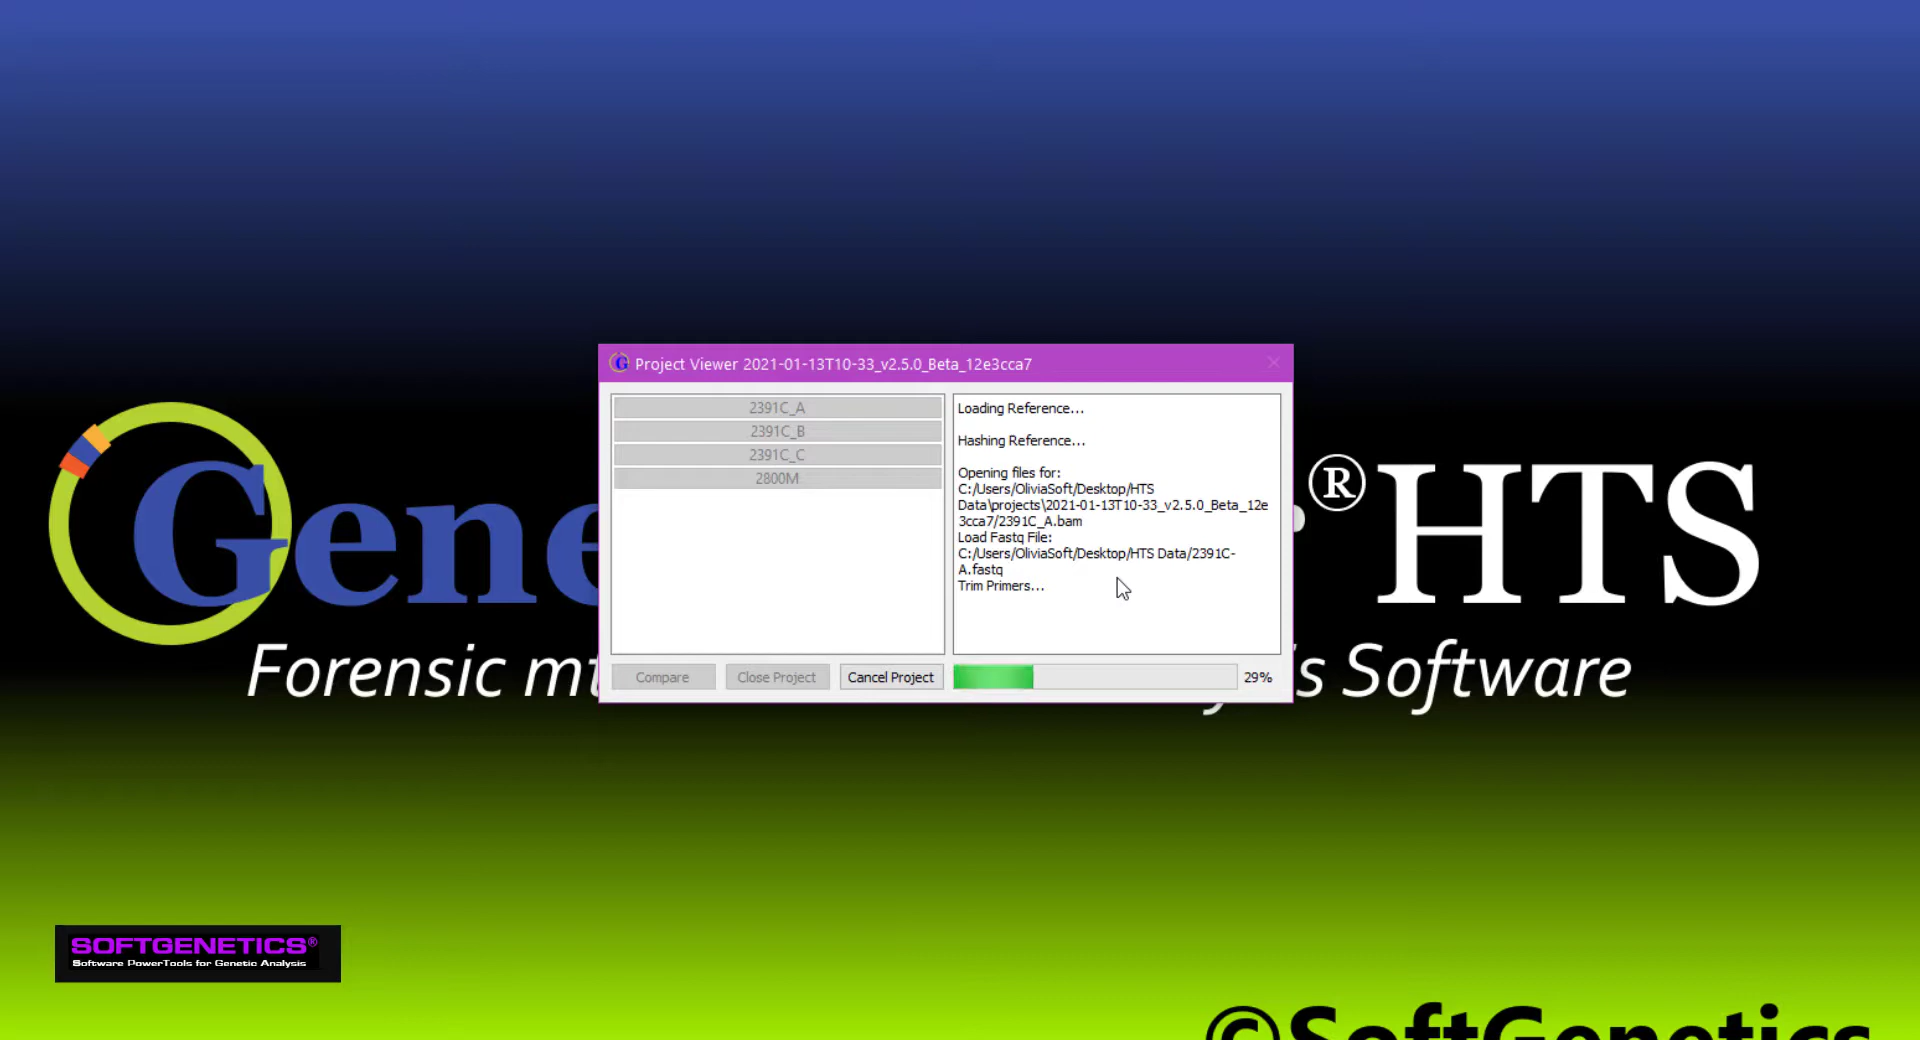 Project Viewer 2021-01-13T10-33_v2.5.0_Beta_12e3cca7
2391C_A
2391C_B
2391C_C
2800M
Loading Reference...
Hashing Reference...
Opening files for:
C:/Users/OliviaSoft/Desktop/HTS
Data\projects\2021-01-13T10-33_v2.5.0_Beta_12e
3cca7/2391C_A.bam
Load Fastq File:
C:/Users/OliviaSoft/Desktop/HTS Data/2391C-
A.fastq
Trim Primers...
Compare
Close Project
Cancel Project
29%
Gene ®HTS
Forensic mt s Software
SOFTGENETICS®
Software PowerTools for Genetic Analysis
©SoftGenetics